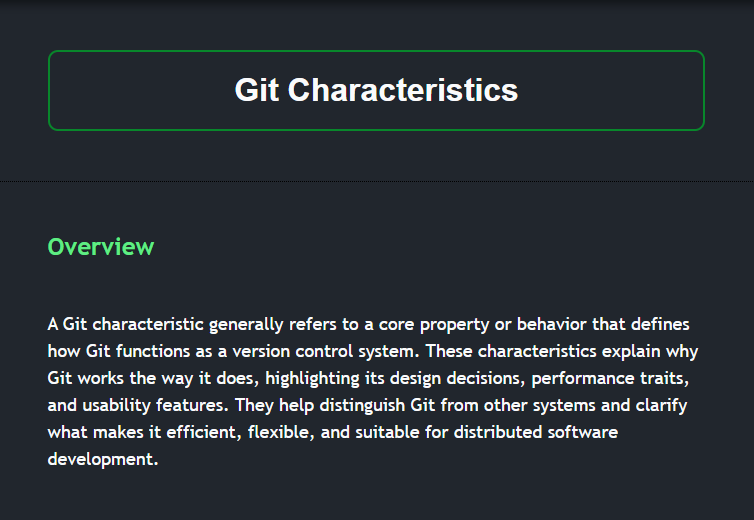 Git Characteristics
Overview
A Git characteristic generally refers to a core property or behavior that defines
how Git functions as a version control system. These characteristics explain why
Git works the way it does, highlighting its design decisions, performance traits,
and usability features. They help distinguish Git from other systems and clarify
what makes it efficient, flexible, and suitable for distributed software
development.